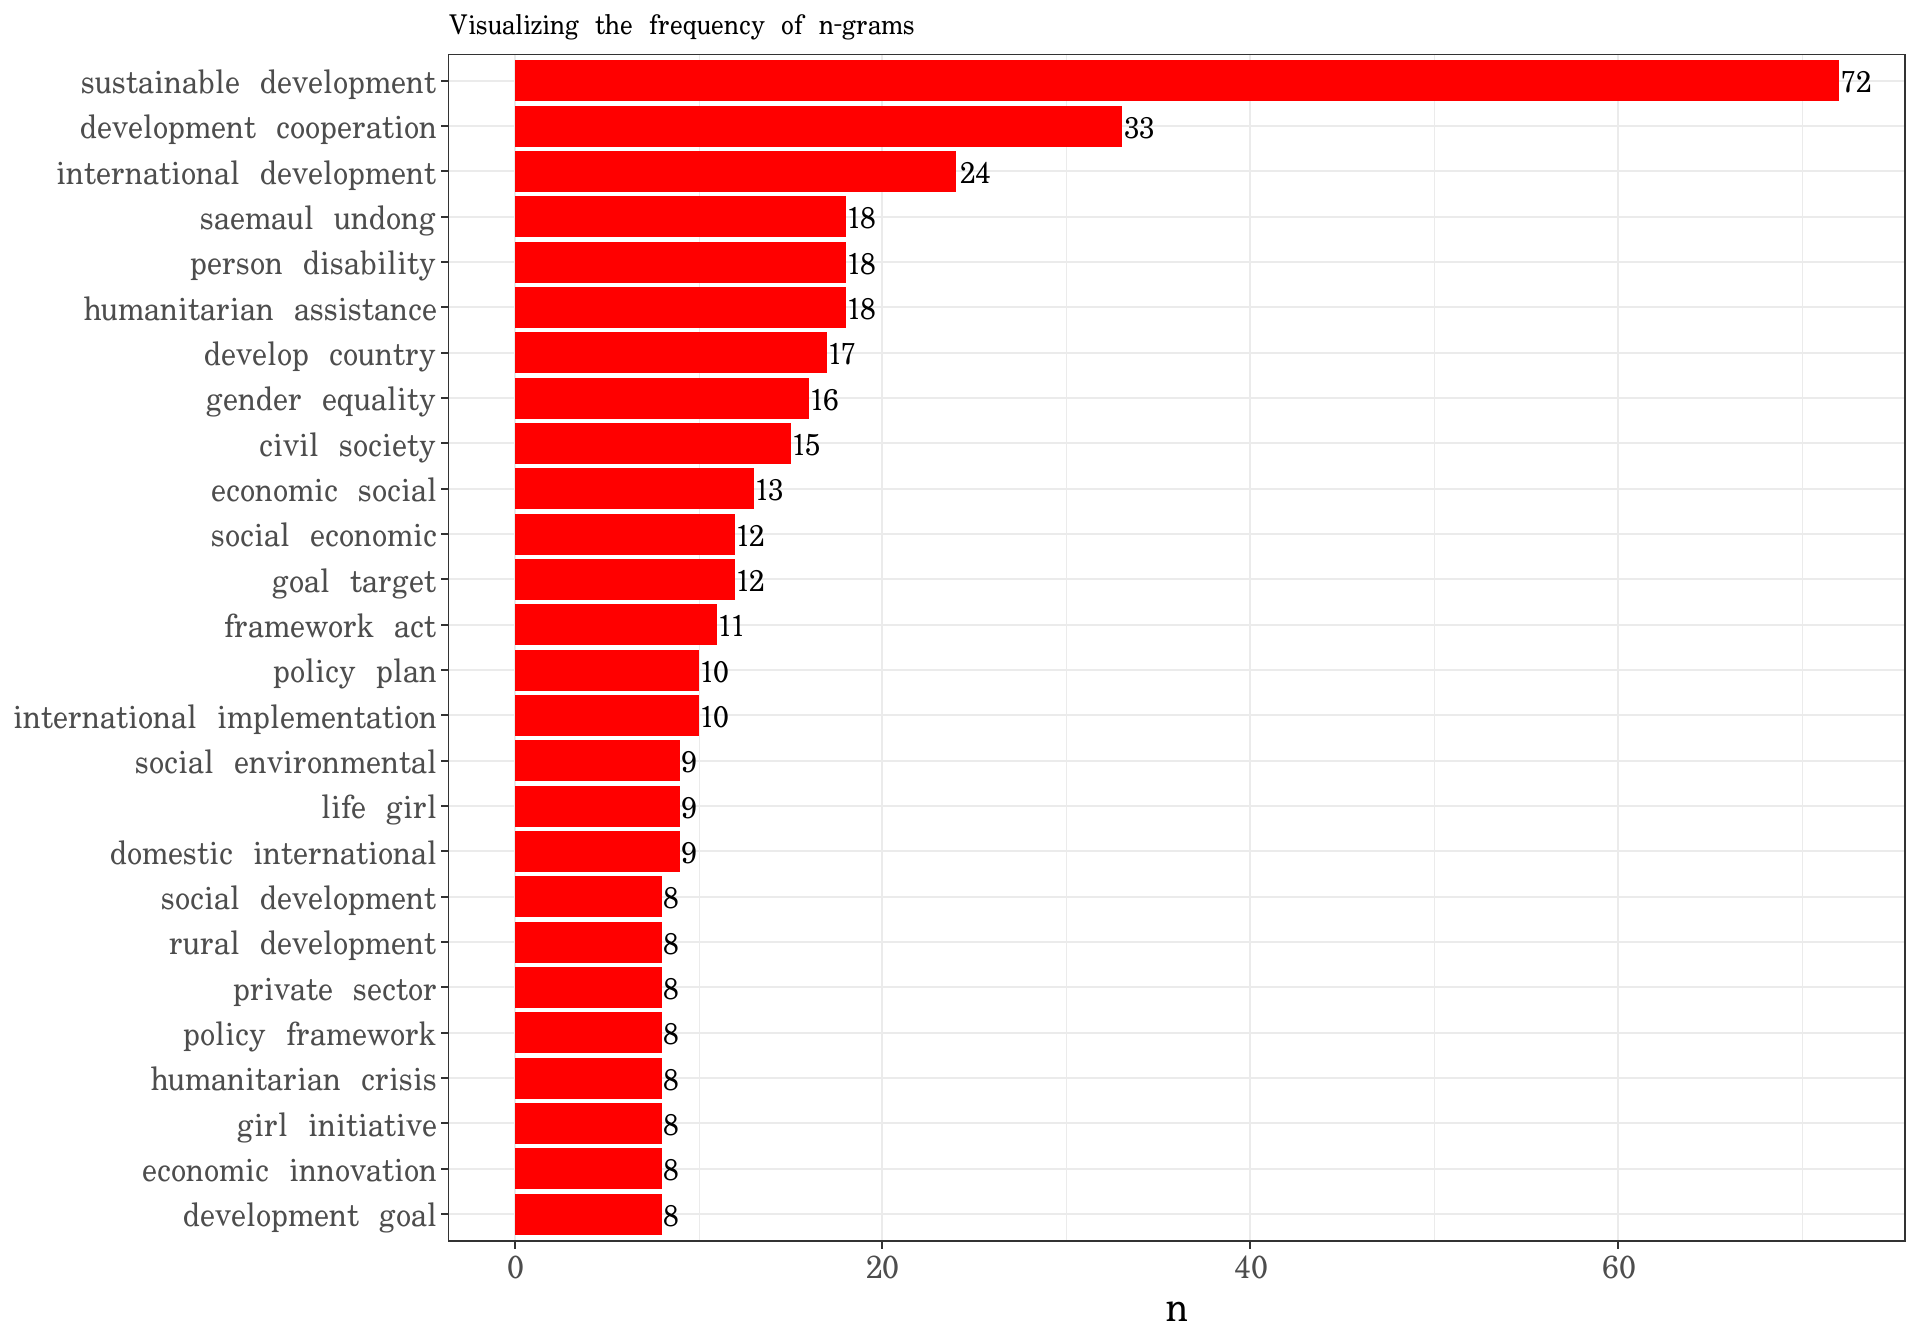 Visualizing the frequency of n-grams
sustainable development 72
development cooperation 33
international development 24
saemaul undong 18
person disability 18
humanitarian assistance 18
develop country 17
gender equality 16
civil society 15
economic social 13
social economic 12
goal target 12
framework act 11
policy plan 10
international implementation 10
social environmental 9
life girl 9
domestic international 9
social development 8
rural development 8
private sector 8
policy framework 8
humanitarian crisis 8
girl initiative 8
economic innovation 8
development goal 8
0 20 40 60
n